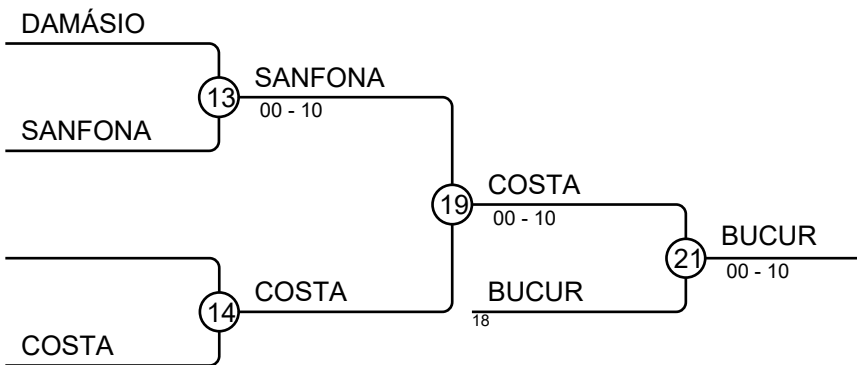 DAMÁSIO
13
SANFONA
00 - 10
SANFONA
19
COSTA
00 - 10
21
BUCUR
00 - 10
14
COSTA
BUCUR
18
COSTA